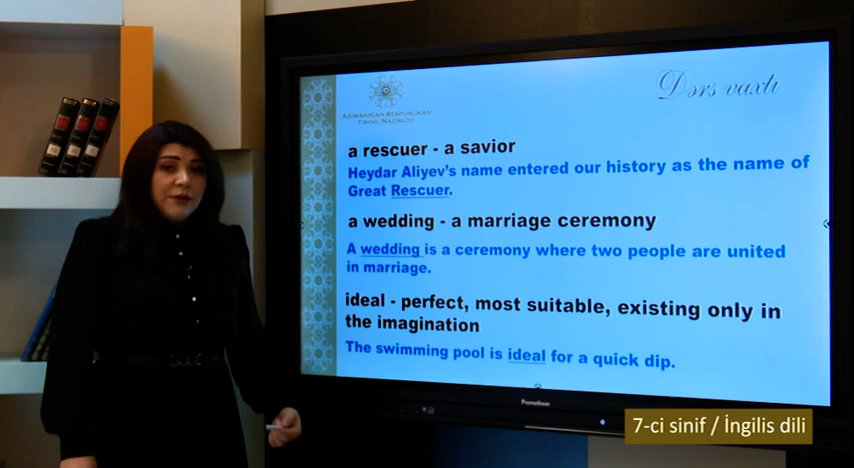 Dərs vaxtı
AZƏRBAYCAN RESPUBLİKASI
TƏHSİL NAZİRLİYİ
a rescuer - a savior
Heydar Aliyev's name entered our history as the name of
Great Rescuer.
a wedding - a marriage ceremony
A wedding is a ceremony where two people are united
in marriage.
ideal - perfect, most suitable, existing only in
the imagination
The swimming pool is ideal for a quick dip.
Promethean
7-ci sinif / İngilis dili